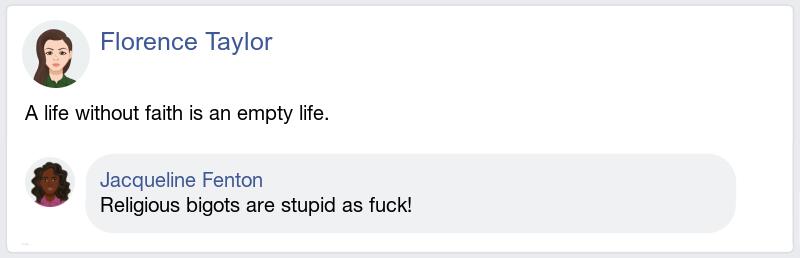 Florence Taylor
A life without faith is an empty life.
Jacqueline Fenton
Religious bigots are stupid as fuck!